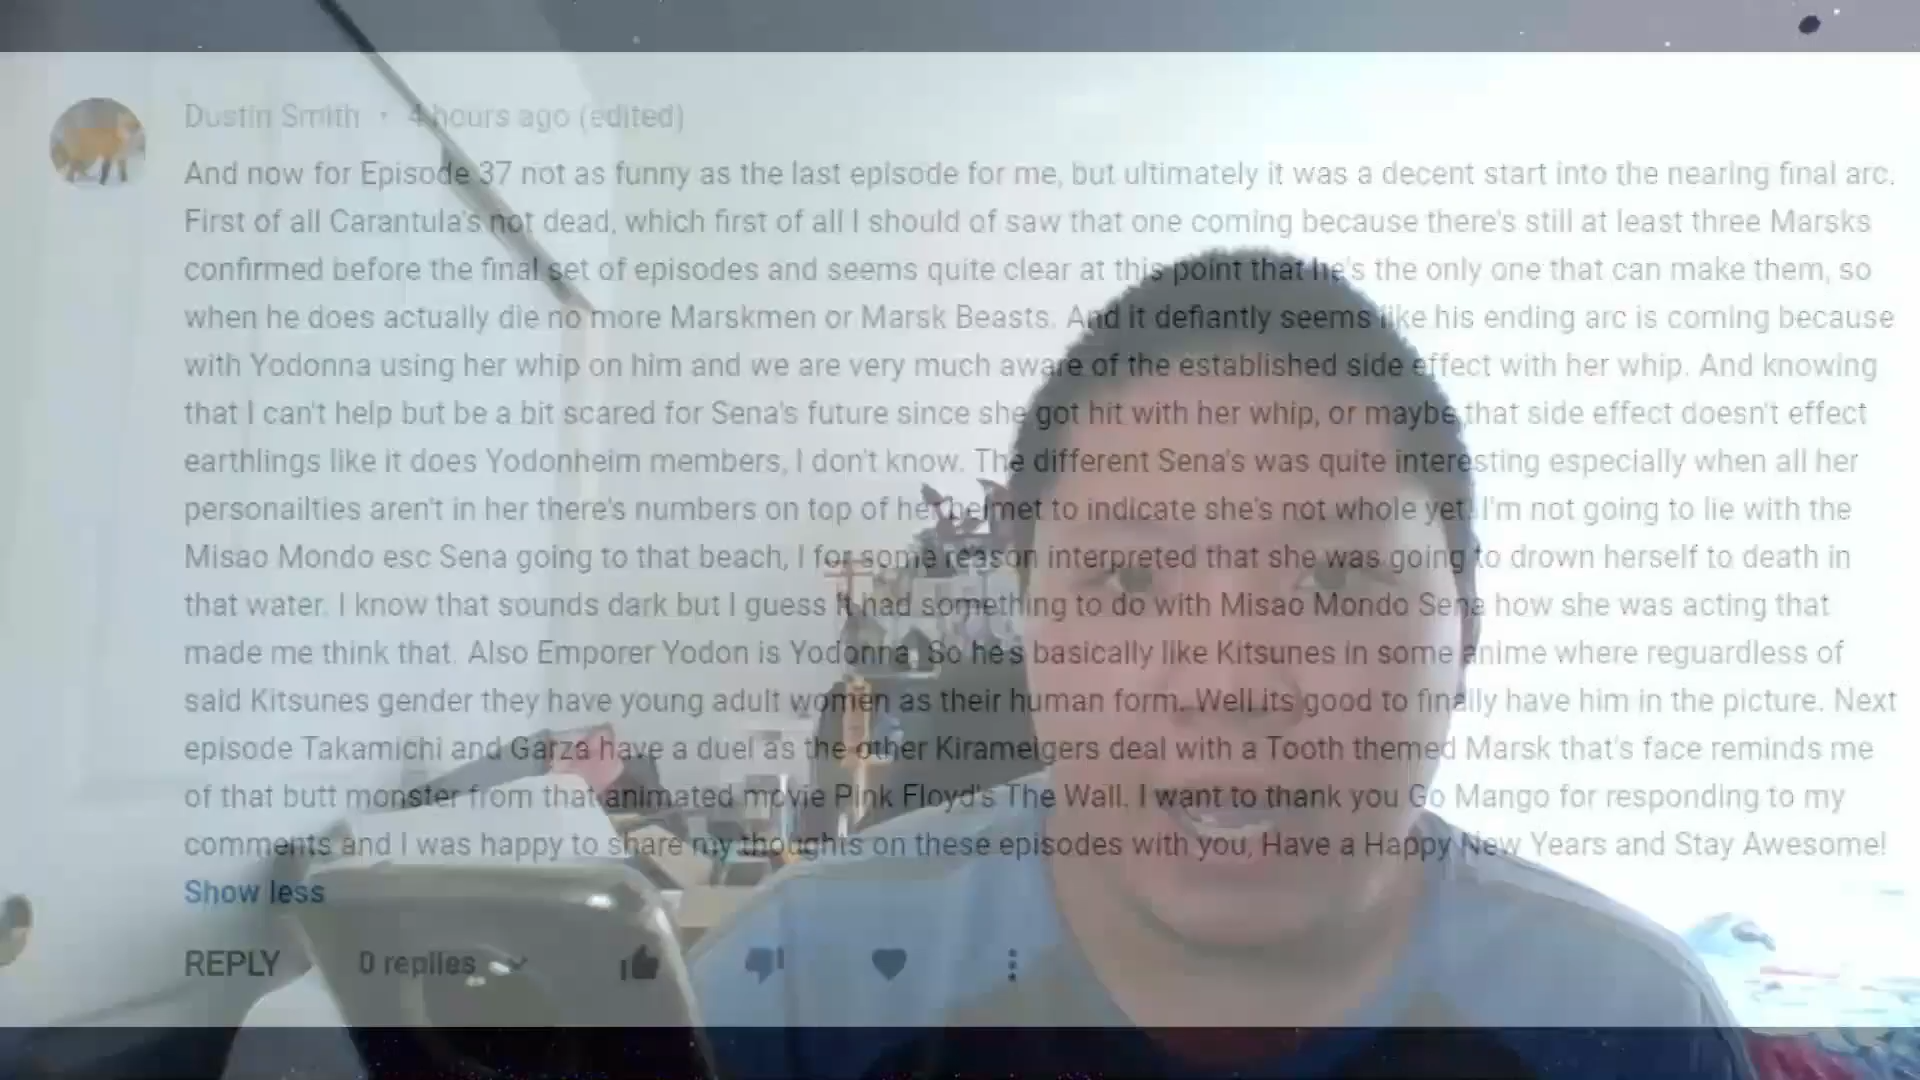 Dustin Smith · 4 hours ago (edited)
And now for Episode 37 not as funny as the last episode for me, but ultimately it was a decent start into the nearing final arc.
First of all Carantula's not dead, which first of all I should of saw that one coming because there's still at least three Marsks
confirmed before the final set of episodes and seems quite clear at this point that he's the only one that can make them, so
when he does actually die no more Marskmen or Marsk Beasts. And it defiantly seems like his ending arc is coming because
with Yodonna using her whip on him and we are very much aware of the established side effect with her whip. And knowing
that I can't help but be a bit scared for Sena's future since she got hit with her whip, or maybe that side effect doesn't effect
earthlings like it does Yodonheim members, I don't know. The different Sena's was quite interesting especially when all her
personailties aren't in her there's numbers on top of her helmet to indicate she's not whole yet. I'm not going to lie with the
Misao Mondo esc Sena going to that beach, I for some reason interpreted that she was going to drown herself to death in
that water. I know that sounds dark but I guess it had something to do with Misao Mondo Sena how she was acting that
made me think that. Also Emporer Yodon is Yodonna. So he's basically like Kitsunes in some anime where reguardless of
said Kitsunes gender they have young adult women as their human form. Well its good to finally have him in the picture. Next
episode Takamichi and Garza have a duel as the other Kirameigers deal with a Tooth themed Marsk that's face reminds me
of that butt monster from that animated movie Pink Floyd's The Wall. I want to thank you Go Mango for responding to my
comments and I was happy to share my thoughts on these episodes with you, Have a Happy New Years and Stay Awesome!
Show less
REPLY 0 replies